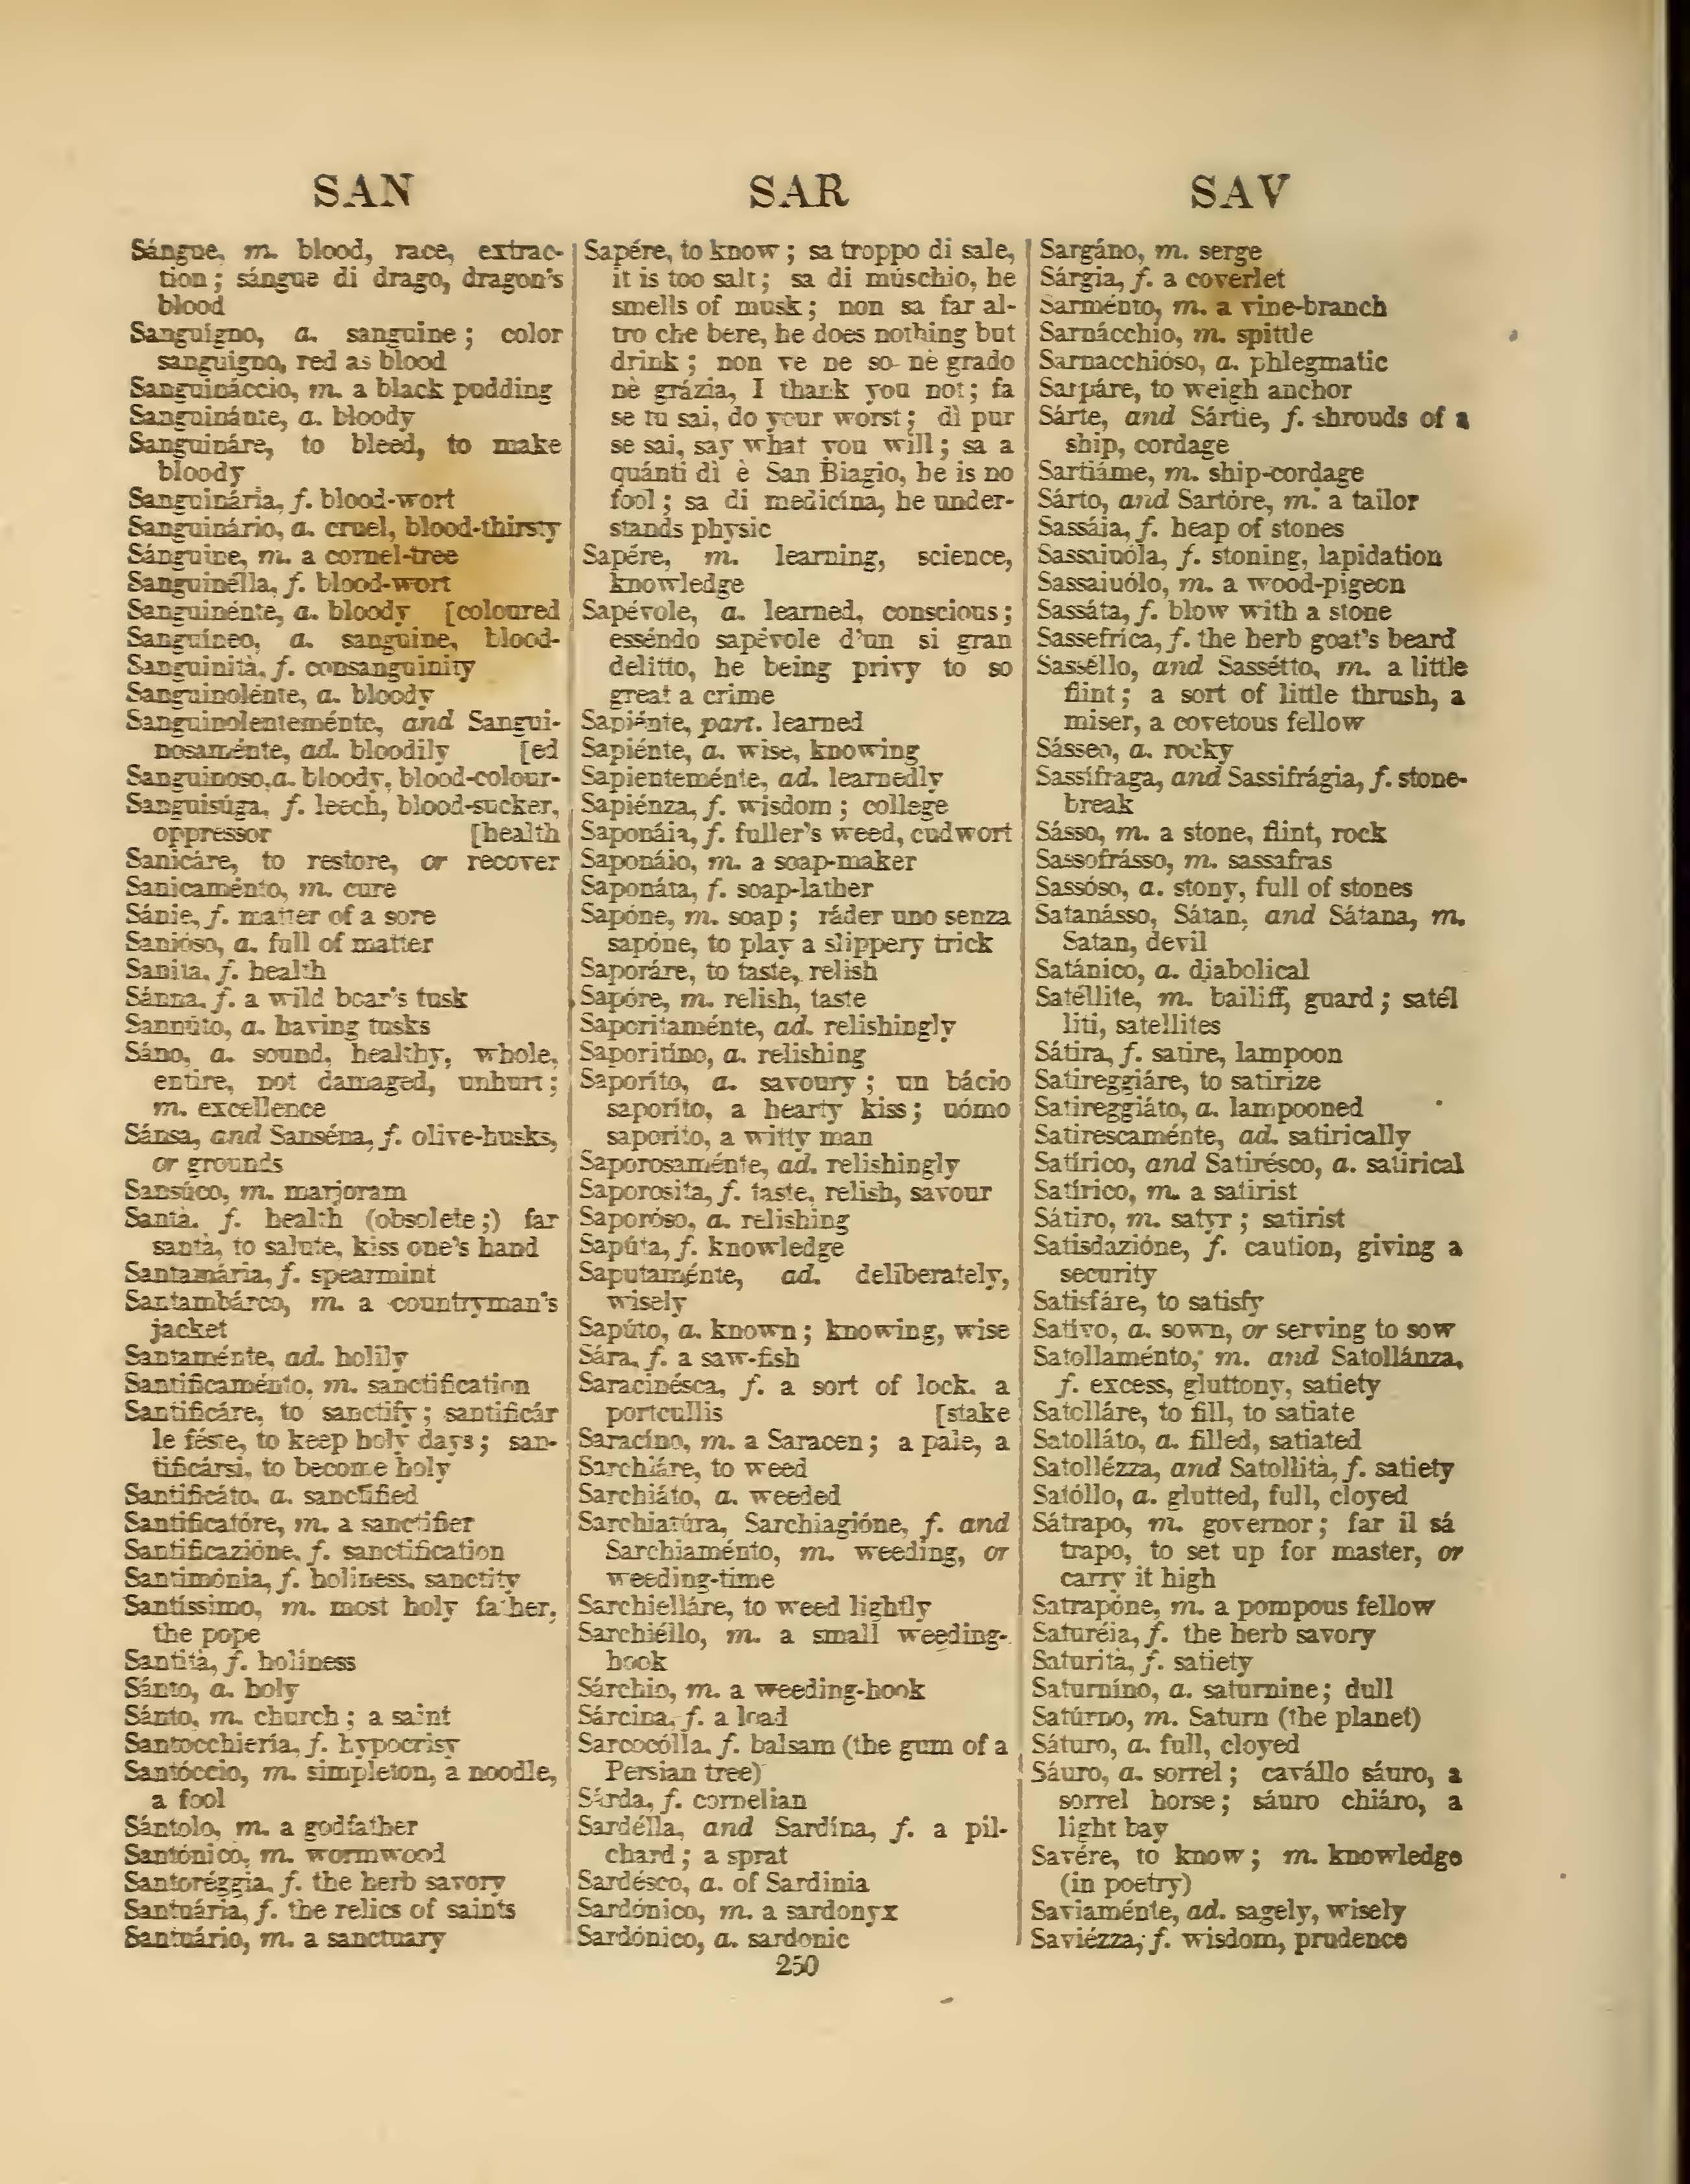 SAN
Sángue, m. blood, race, extrac-
tion; sángue di drago, dragon's
blood
Sanguígno, a. sanguine; color
sanguigno, red as blood
Sanguináccio, m. a black pudding
Sanguinánte, a. bloody
Sanguináre, to bleed, to make
bloody
Sanguinária, f. blood-wort
Sanguinário, a. cruel, blood-thirsty
Sánguine, m. a cornel-tree
Sanguinélla, f. blood-wort
Sanguinénte, a. bloody [coloured
Sanguíneo, a. sanguine, blood-
Sanguinità, f. consanguinity
Sanguinolénte, a. bloody
Sanguinolenteménte, and Sangui-
nosaménte, ad. bloodily [ed
Sanguinoso,a. bloody, blood-colour-
Sanguisúga, f. leech, blood-sucker,
oppressor [health
Sanicáre, to restore, or recover
Sanicaménto, m. cure
Sánie, f. matter of a sore
Sanióso, a. full of matter
Sanita, f. health
Sánna, f. a wild boar's tusk
Sannúto, a. having tusks
Sáno, a. sound, healthy, whole,
entire, not damaged, unhurt;
m. excellence
Sánsa, and Sanséna, f. olive-husks,
or grounds
Sansúco, m. marjoram
Santà, f. health (obsolete;) far
santà, to salute, kiss one's hand
Santamária, f. spearmint
Santambárco, m. a countryman's
jacket
Santaménte, ad. holily
Santificaménto, m. sanctification
Santificáre, to sanctify; santificár
le féste, to keep holy days; san-
tificársi, to become holy
Santificáto, a. sanctified
Santificatóre, m. a sanctifier
Santificazióne, f. sanctification
Santimónia, f. holiness, sanctity
Santíssimo, m. most holy father,
the pope
Santità, f. holiness
Sánto, a. holy
Sánto, m. church; a saint
Santocchiería, f. hypocrisy
Santóccio, m. simpleton, a noodle,
a fool
Sántolo, m. a godfather
Santónico, m. wormwood
Santoréggia, f. the herb savory
Santuária, f. the relics of saints
Santuário, m. a sanctuary
SAR
Sapére, to know; sa troppo di sale,
it is too salt; sa di múschio, he
smells of musk; non sa far al-
tro che bere, he does nothing but
drink; non ve ne so nè grado
nè grázia, I thank you not; fa
se tu sai, do your worst; dì pur
se sai, say what you will; sa a
quánti dì è San Biagio, he is no
fool; sa di medicína, he under-
stands physic
Sapére, m. learning, science,
knowledge
Sapévole, a. learned, conscious;
esséndo sapévole d'un si gran
delitto, he being privy to so
great a crime
Sapiénte, part. learned
Sapiénte, a. wise, knowing
Sapienteménte, ad. learnedly
Sapiénza, f. wisdom; college
Saponáia, f. fuller's weed, cudwort
Saponáio, m. a soap-maker
Saponáta, f. soap-lather
Sapóne, m. soap; ráder uno senza
sapóne, to play a slippery trick
Saporáre, to taste, relish
Sapóre, m. relish, taste
Saporitaménte, ad. relishingly
Saporitíno, a. relishing
Saporíto, a. savoury; un bácio
saporíto, a hearty kiss; uómo
saporito, a witty man
Saporosaménte, ad. relishingly
Saporosita, f. taste, relish, savour
Saporóso, a. relishing
Sapúta, f. knowledge
Saputaménte, ad. deliberately,
wisely
Sapúto, a. known; knowing, wise
Sára, f. a saw-fish
Saracinésca, f. a sort of lock, a
portcullis [stake
Saracíno, m. a Saracen; a pale, a
Sarchiáre, to weed
Sarchiáto, a. weeded
Sarchiatúra, Sarchiagióne, f. and
Sarchiaménto, m. weeding, or
weeding-time
Sarchielláre, to weed lightly
Sarchiéllo, m. a small weeding-
hook
Sárchio, m. a weeding-hook
Sárcina, f. a load
Sarcocólla, f. balsam (the gum of a
Persian tree)
Sárda, f. cornelian
Sardélla, and Sardína, f. a pil-
chard; a sprat
Sardésco, a. of Sardinia
Sardónico, m. a sardonyx
Sardónico, a. sardonic
SAV
Sargáno, m. serge
Sárgia, f. a coverlet
Sarménto, m. a vine-branch
Sarnácchio, m. spittle
Sarnacchióso, a. phlegmatic
Sarpáre, to weigh anchor
Sárte, and Sártie, f. shrouds of a
ship, cordage
Sartiáme, m. ship-cordage
Sárto, and Sartóre, m. a tailor
Sassáia, f. heap of stones
Sassaiuóla, f. stoning, lapidation
Sassaiuólo, m. a wood-pigeon
Sassáta, f. blow with a stone
Sassefríca, f. the herb goat's beard
Sasséllo, and Sassétto, m. a little
flint; a sort of little thrush, a
miser, a covetous fellow
Sásseo, a. rocky
Sassífraga, and Sassifrágia, f. stone-
break
Sásso, m. a stone, flint, rock
Sassofrásso, m. sassafras
Sassóso, a. stony, full of stones
Satanásso, Sátan, and Sátana, m.
Satan, devil
Satánico, a. diabolical
Satéllite, m. bailiff, guard; satél
liti, satellites
Sátira, f. satire, lampoon
Satireggiáre, to satirize
Satireggiáto, a. lampooned
Satirescaménte, ad. satirically
Satírico, and Satirésco, a. satirical
Satírico, m. a satirist
Sátiro, m. satyr; satirist
Satisdazióne, f. caution, giving a
security
Satisfáre, to satisfy
Sativo, a. sown, or serving to sow
Satollaménto, m. and Satollánza,
f. excess, gluttony, satiety
Satolláre, to fill, to satiate
Satolláto, a. filled, satiated
Satollézza, and Satollità, f. satiety
Satóllo, a. glutted, full, cloyed
Sátrapo, m. governor; far il sá
trapo, to set up for master, or
carry it high
Satrapóne, m. a pompous fellow
Saturéia, f. the herb savory
Saturità, f. satiety
Saturníno, a. saturnine; dull
Satúrno, m. Saturn (the planet)
Sáturo, a. full, cloyed
Sáuro, a. sorrel; cavállo sáuro, a
sorrel horse; sáuro chiáro, a
light bay
Savére, to know; m. knowledge
(in poetry)
Saviaménte, ad. sagely, wisely
Saviézza, f. wisdom, prudence
250